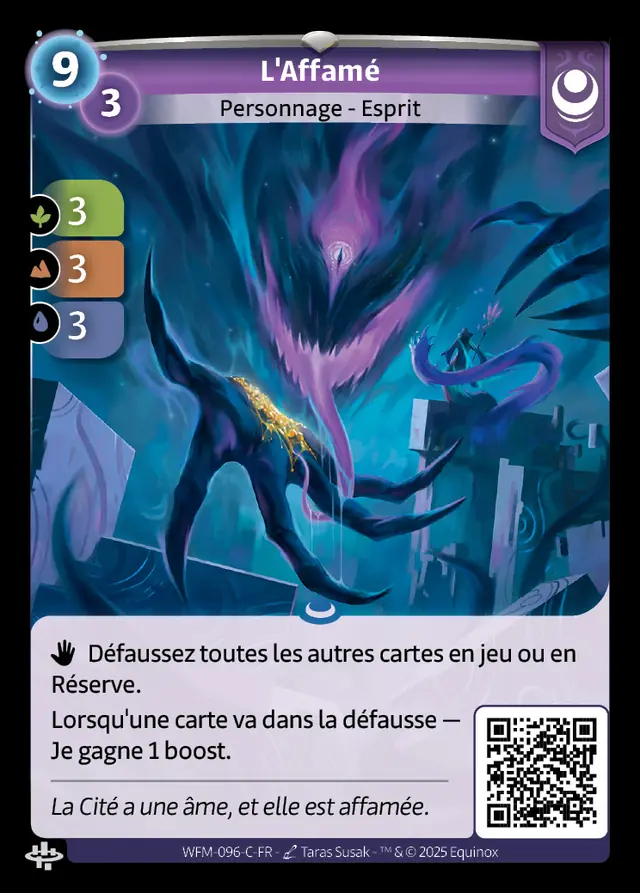 9
L'Affamé
3
Personnage - Esprit
3
3
3
Défaussez toutes les autres cartes en jeu ou en
Réserve.
Lorsqu'une carte va dans la défausse —
Je gagne 1 boost.
La Cité a une âme, et elle est affamée.
WFM-096-C-FR - Taras Susak - ™ & © 2025 Equinox